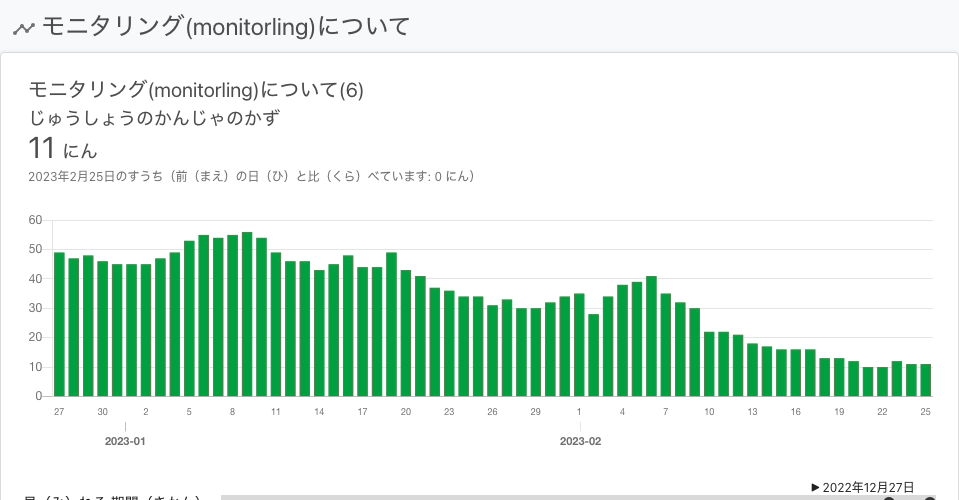 モニタリング(monitorling)について
モニタリング(monitorling)について(6)
じゅうしょうのかんじゃのかず
11 にん
2023年2月25日のすうち（前（まえ）の日（ひ）と比（くら）べています: 0 にん）
60
50
40
30
20
10
0
27 30 2 5 8 11 14 17 20 23 26 29 1 4 7 10 13 16 19 22 25
2023-01 2023-02
2022年12月27日